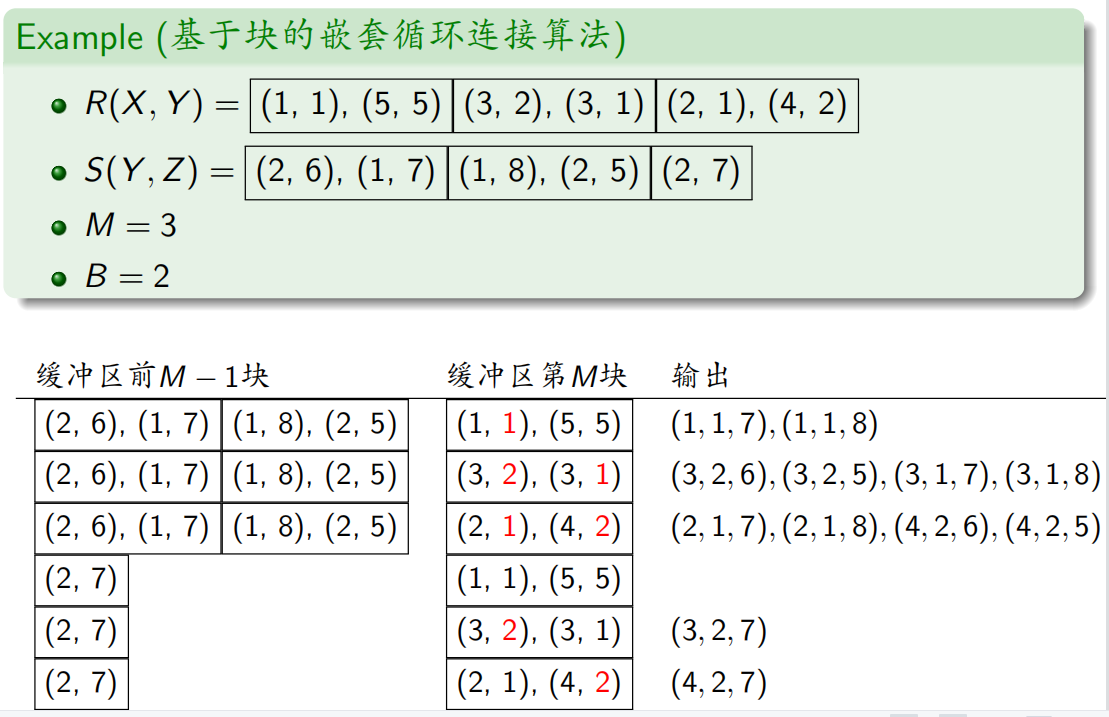 Example (基于块的嵌套循环连接算法)
R(X, Y) = (1, 1), (5, 5) (3, 2), (3, 1) (2, 1), (4, 2)
S(Y, Z) = (2, 6), (1, 7) (1, 8), (2, 5) (2, 7)
M = 3
B = 2
缓冲区前M − 1块 缓冲区第M块 输出
(2, 6), (1, 7) (1, 8), (2, 5) (1, 1), (5, 5) (1, 1, 7), (1, 1, 8)
(2, 6), (1, 7) (1, 8), (2, 5) (3, 2), (3, 1) (3, 2, 6), (3, 2, 5), (3, 1, 7), (3, 1, 8)
(2, 6), (1, 7) (1, 8), (2, 5) (2, 1), (4, 2) (2, 1, 7), (2, 1, 8), (4, 2, 6), (4, 2, 5)
(2, 7) (1, 1), (5, 5)
(2, 7) (3, 2), (3, 1) (3, 2, 7)
(2, 7) (2, 1), (4, 2) (4, 2, 7)